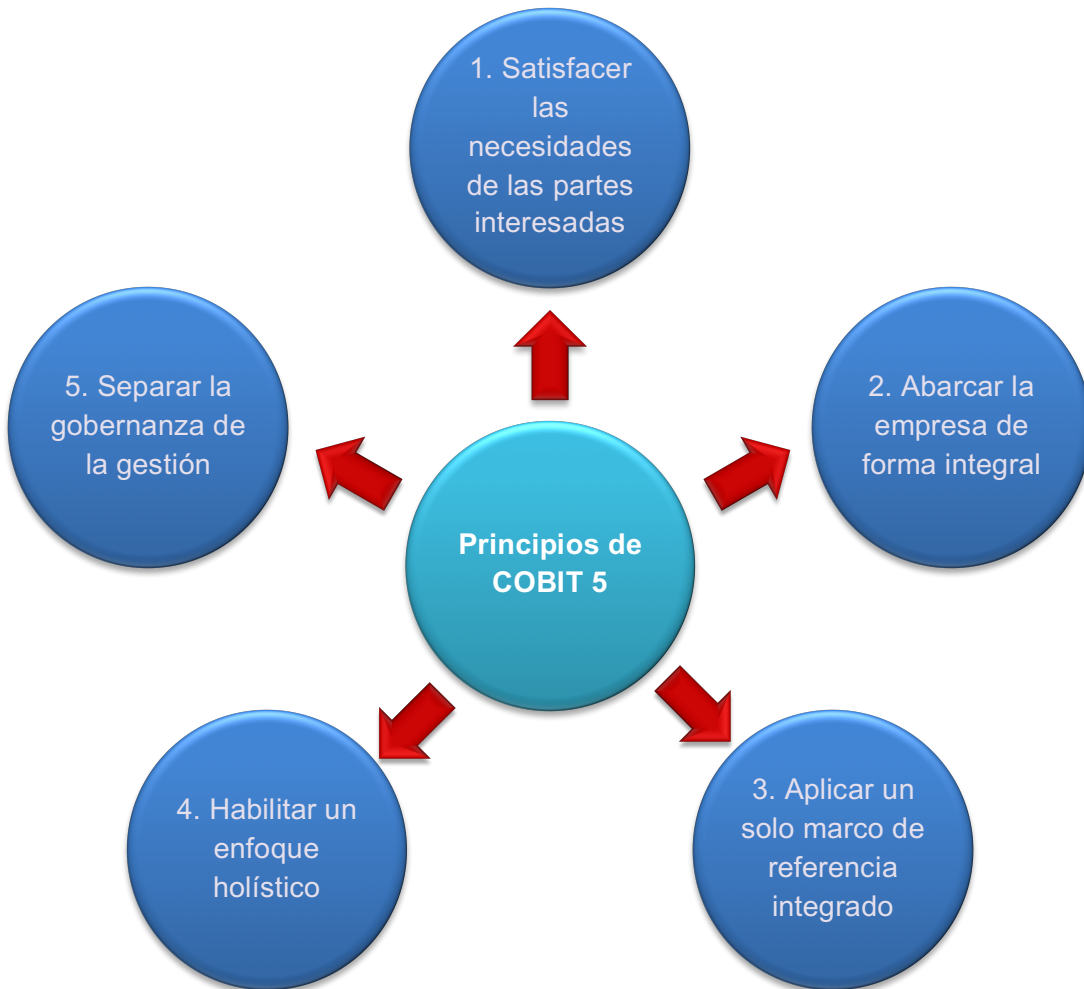 1. Satisfacer
las
necesidades
de las partes
interesadas
5. Separar la
gobernanza de
la gestión
2. Abarcar la
empresa de
forma integral
Principios de
COBIT 5
4. Habilitar un
enfoque
holístico
3. Aplicar un
solo marco de
referencia
integrado